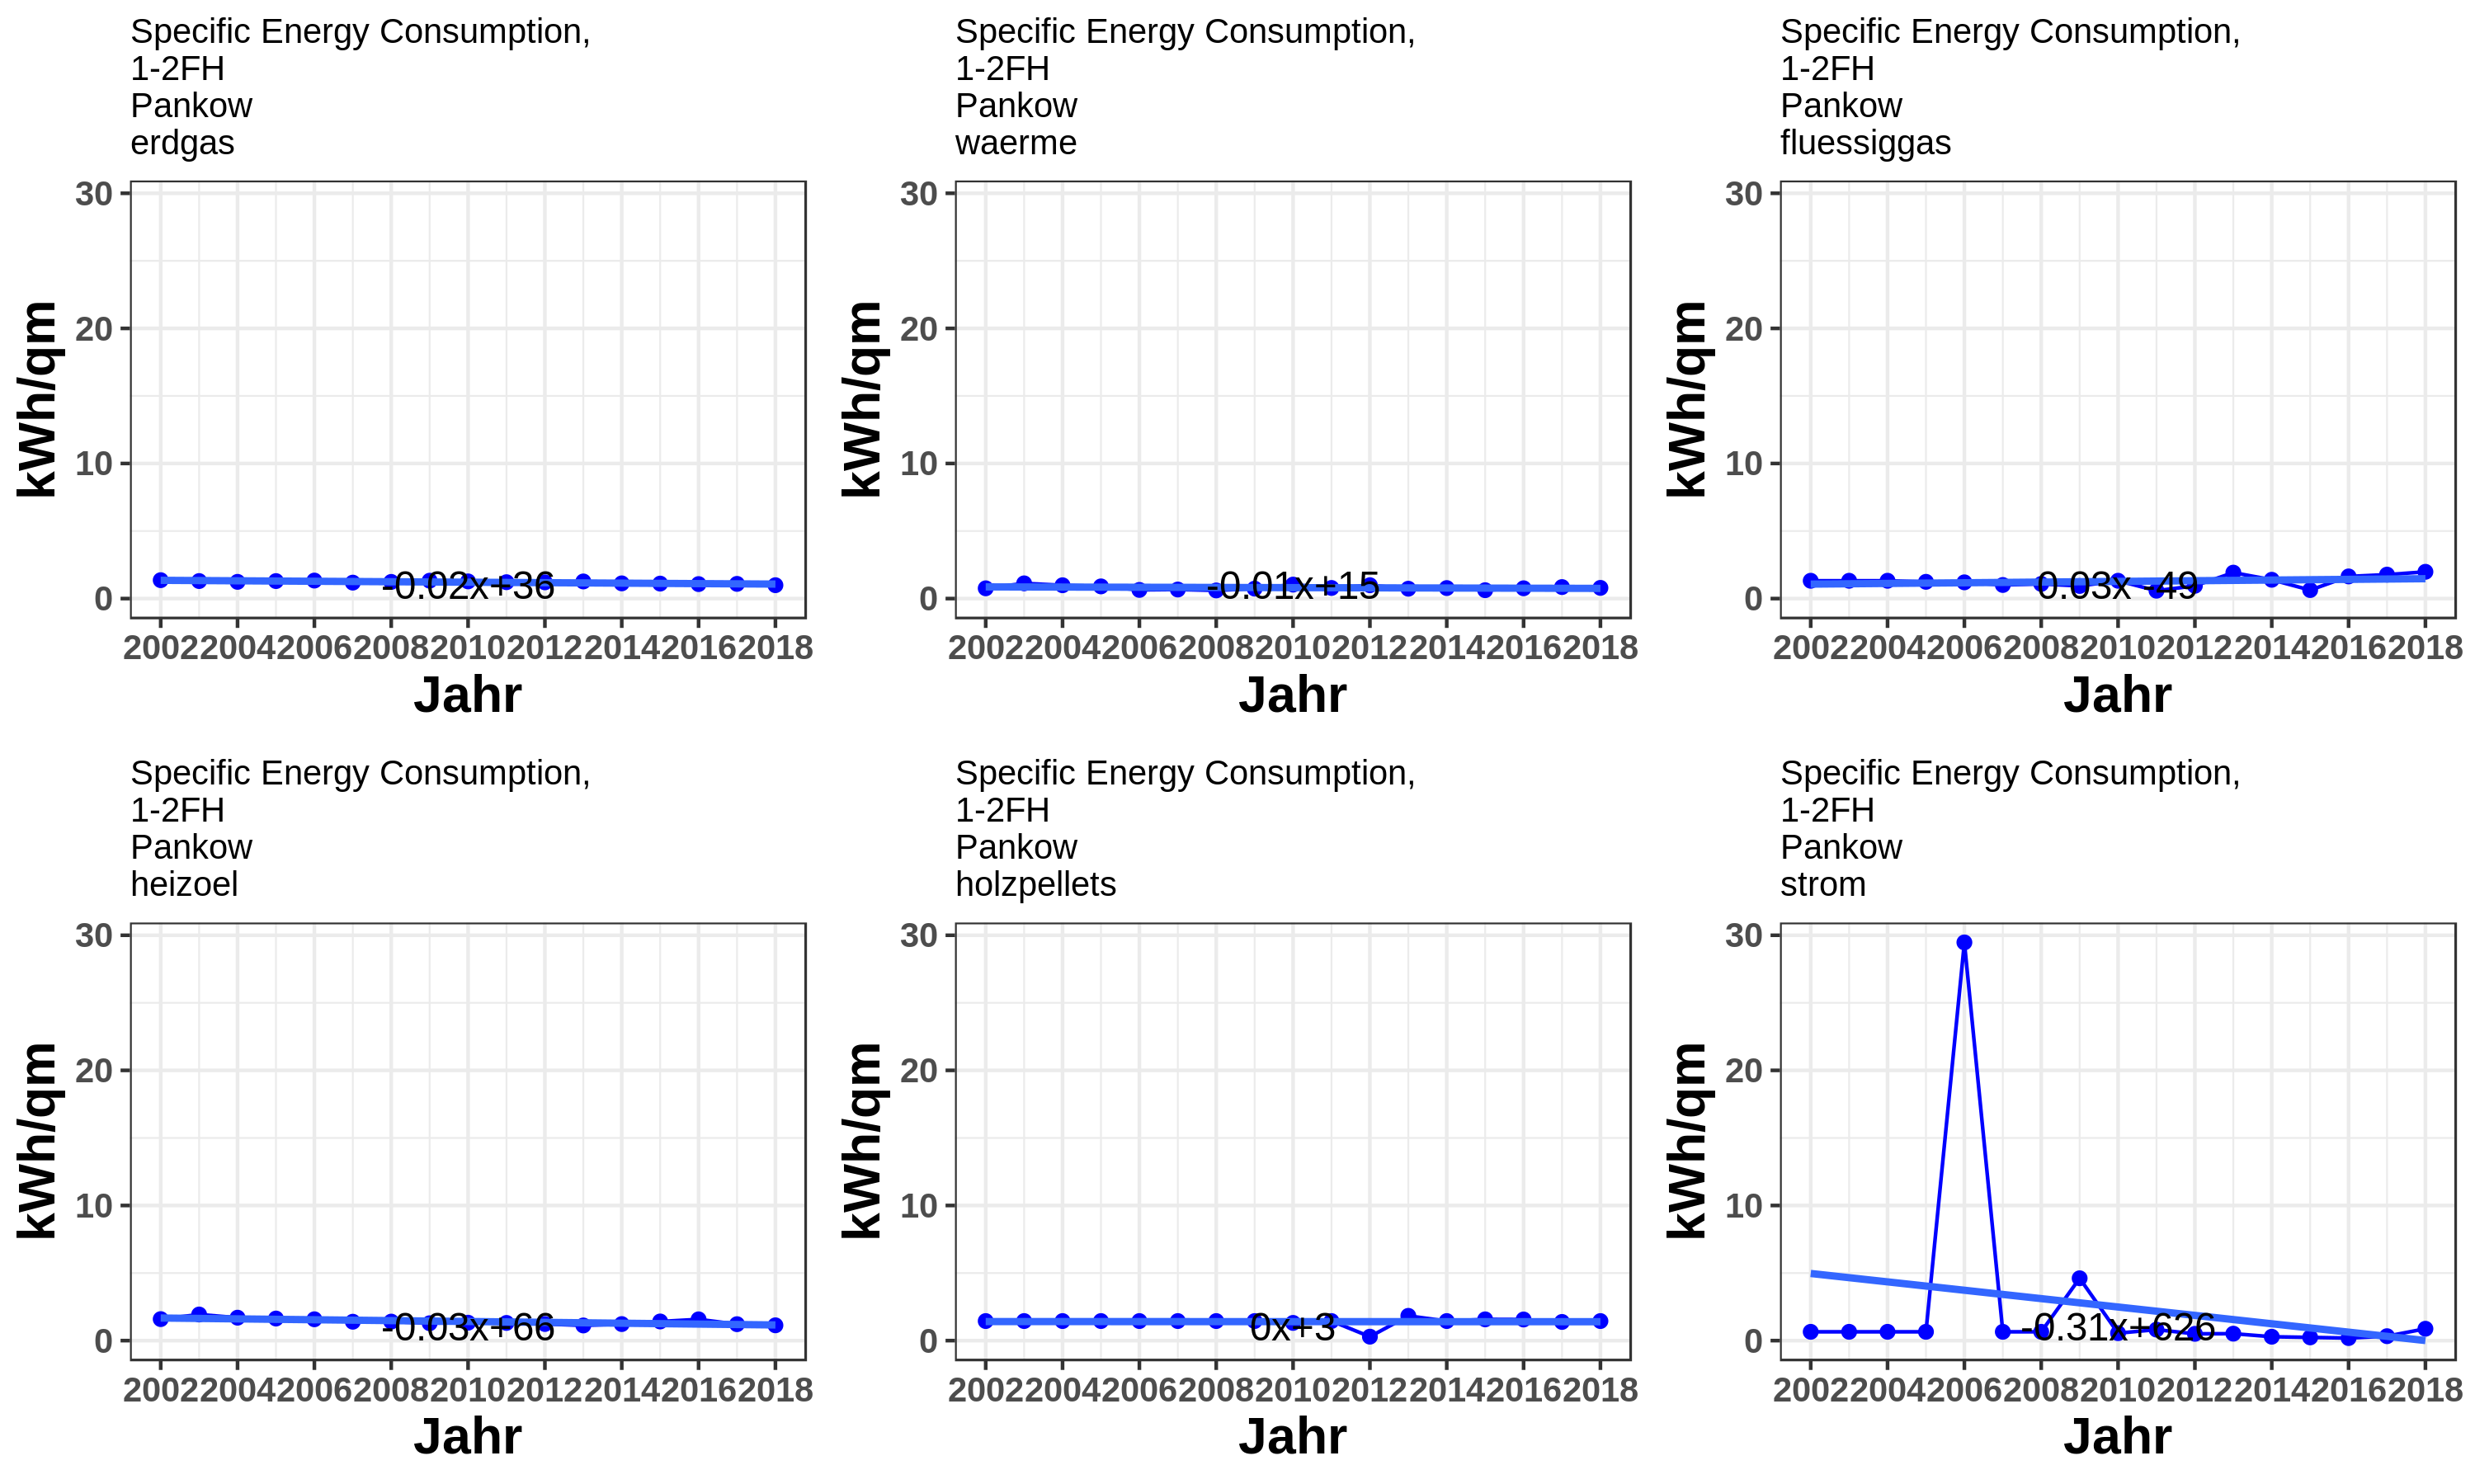 Specific Energy Consumption,
1-2FH
Pankow
erdgas
30
20
10
0
kWh/qm
-0.02x+36
2002 2004 2006 2008 2010 2012 2014 2016 2018
Jahr
Specific Energy Consumption,
1-2FH
Pankow
waerme
30
20
10
0
kWh/qm
-0.01x+15
2002 2004 2006 2008 2010 2012 2014 2016 2018
Jahr
Specific Energy Consumption,
1-2FH
Pankow
fluessiggas
30
20
10
0
kWh/qm
0.03x -49
2002 2004 2006 2008 2010 2012 2014 2016 2018
Jahr
Specific Energy Consumption,
1-2FH
Pankow
heizoel
30
20
10
0
kWh/qm
-0.03x+66
2002 2004 2006 2008 2010 2012 2014 2016 2018
Jahr
Specific Energy Consumption,
1-2FH
Pankow
holzpellets
30
20
10
0
kWh/qm
0x+3
2002 2004 2006 2008 2010 2012 2014 2016 2018
Jahr
Specific Energy Consumption,
1-2FH
Pankow
strom
30
20
10
0
kWh/qm
-0.31x+626
2002 2004 2006 2008 2010 2012 2014 2016 2018
Jahr